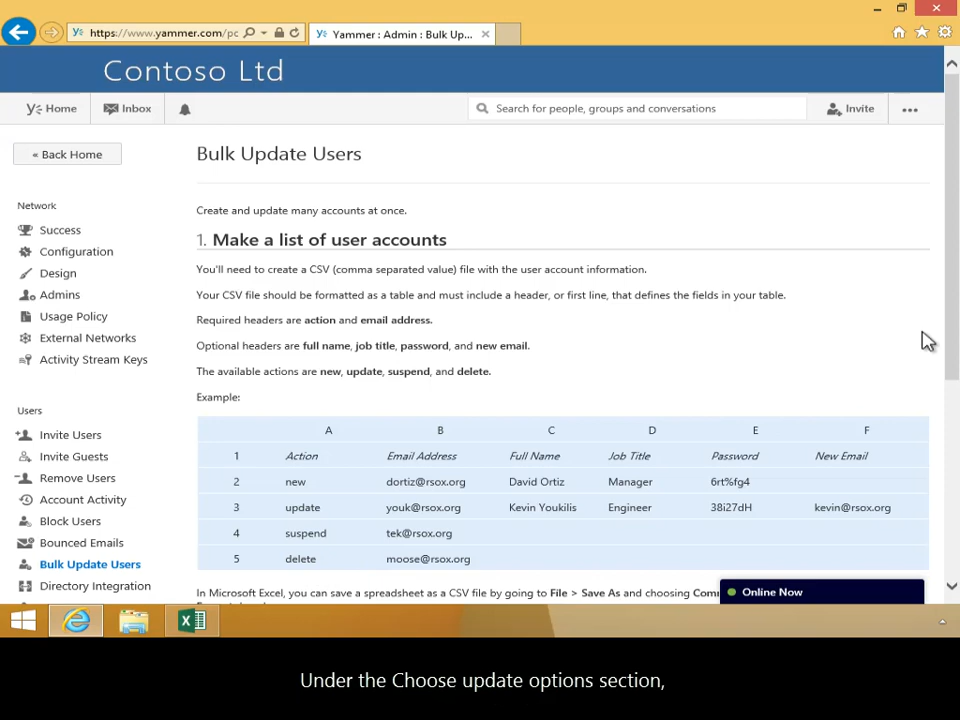 https://www.yammer.com/pc
Yammer : Admin : Bulk Up...
Contoso Ltd
Home
Inbox
Search for people, groups and conversations
Invite
« Back Home
Bulk Update Users
Network
Success
Configuration
Design
Admins
Usage Policy
External Networks
Activity Stream Keys
Users
Invite Users
Invite Guests
Remove Users
Account Activity
Block Users
Bounced Emails
Bulk Update Users
Directory Integration
Create and update many accounts at once.
1. Make a list of user accounts
You'll need to create a CSV (comma separated value) file with the user account information.
Your CSV file should be formatted as a table and must include a header, or first line, that defines the fields in your table.
Required headers are action and email address.
Optional headers are full name, job title, password, and new email.
The available actions are new, update, suspend, and delete.
Example:
A B C D E F
1 Action Email Address Full Name Job Title Password New Email
2 new dortiz@rsox.org David Ortiz Manager 6rt%fg4
3 update youk@rsox.org Kevin Youkilis Engineer 38i27dH kevin@rsox.org
4 suspend tek@rsox.org
5 delete moose@rsox.org
In Microsoft Excel, you can save a spreadsheet as a CSV file by going to File > Save As and choosing Com
Online Now
Under the Choose update options section,